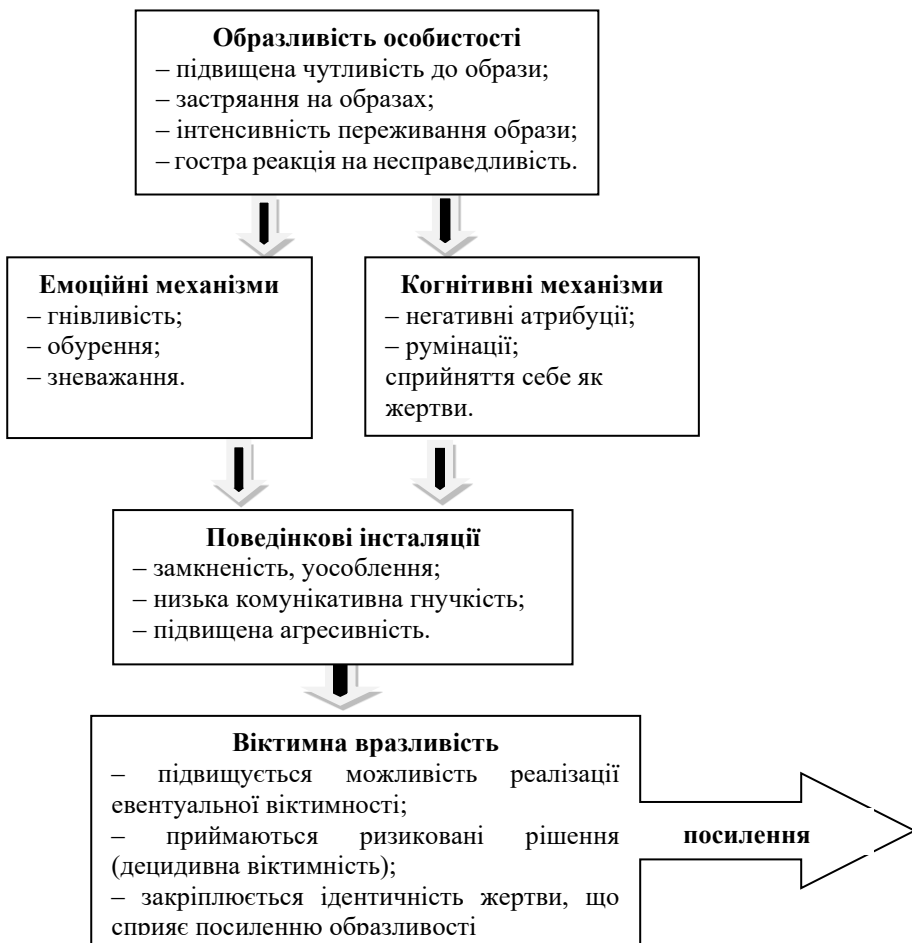 Образливість особистості
– підвищена чутливість до образи;
– застряання на образах;
– інтенсивність переживання образи;
– гостра реакція на несправедливість.
Емоційні механізми
– гнівливість;
– обурення;
– зневажання.
Когнітивні механізми
– негативні атрибуції;
– румінації;
сприйняття себе як
жертви.
Поведінкові інсталяції
– замкненість, уособлення;
– низька комунікативна гнучкість;
– підвищена агресивність.
Віктимна вразливість
– підвищується можливість реалізації
евентуальної віктимності;
– приймаються ризиковані рішення
(децидивна віктимність);
– закріплюється ідентичність жертви, що
сприяє посиленню образливості
посилення